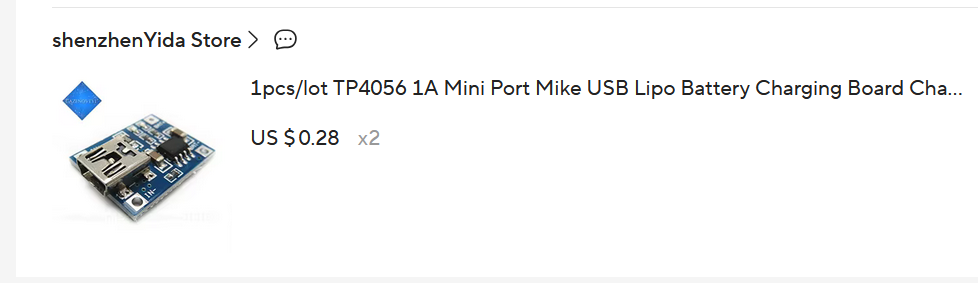 shenzhenYida Store
1pcs/lot TP4056 1A Mini Port Mike USB Lipo Battery Charging Board Cha...
US $0.28 x2
IN-